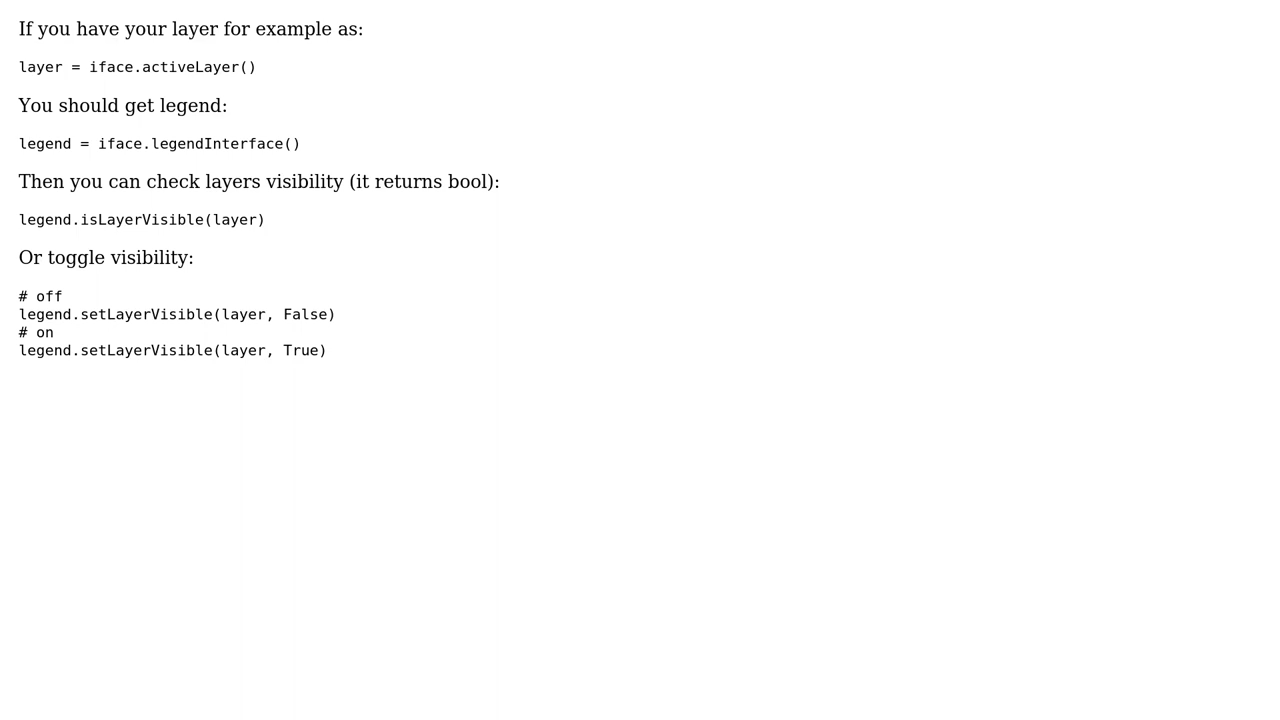 If you have your layer for example as:
layer = iface.activeLayer()
You should get legend:
legend = iface.legendInterface()
Then you can check layers visibility (it returns bool):
legend.isLayerVisible(layer)
Or toggle visibility:
# off
legend.setLayerVisible(layer, False)
# on
legend.setLayerVisible(layer, True)